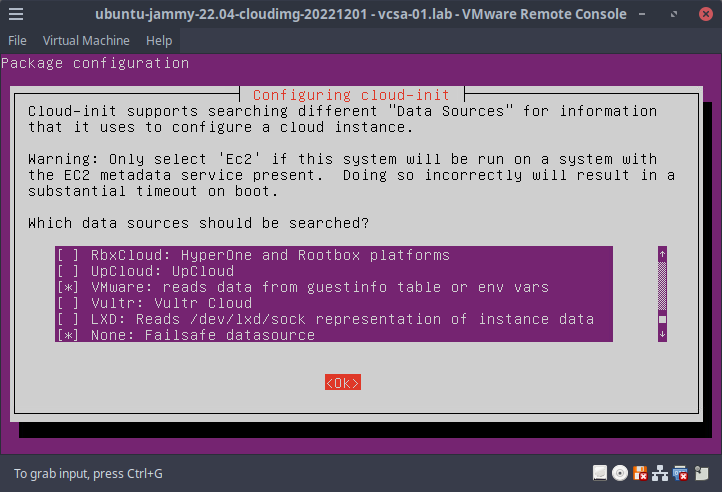 ubuntu-jammy-22.04-cloudimg-20221201 - vcsa-01.lab - VMware Remote Console
File Virtual Machine Help
Package configuration
Configuring cloud-init
Cloud-init supports searching different "Data Sources" for information
that it uses to configure a cloud instance.
Warning: Only select 'Ec2' if this system will be run on a system with
the EC2 metadata service present.  Doing so incorrectly will result in a
substantial timeout on boot.
Which data sources should be searched?
[ ] RbxCloud: HyperOne and Rootbox platforms
[ ] UpCloud: UpCloud
[*] VMware: reads data from guestinfo table or env vars
[ ] Vultr: Vultr Cloud
[ ] LXD: Reads /dev/lxd/sock representation of instance data
[*] None: Failsafe datasource
<Ok>
To grab input, press Ctrl+G